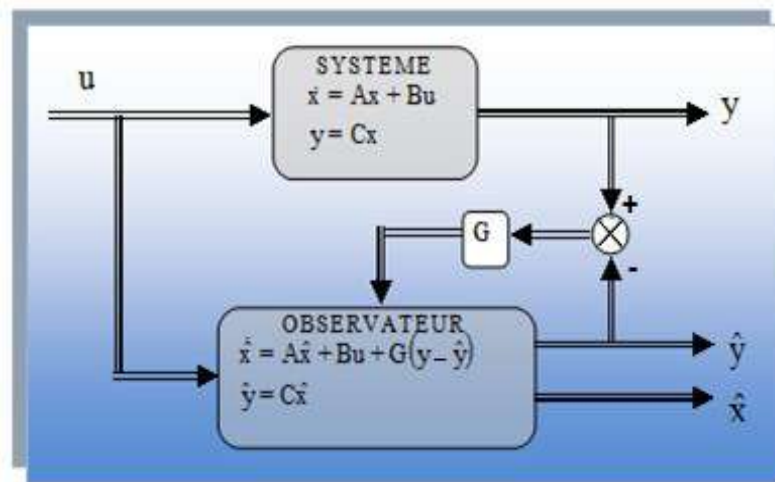 u
SYSTEME
ẋ = Ax + Bu
y = Cx
y
+
G
-
OBSERVATEUR
x̂̇ = Ax̂ + Bu + G(y – ŷ)
ŷ = Cx̂
ŷ
x̂